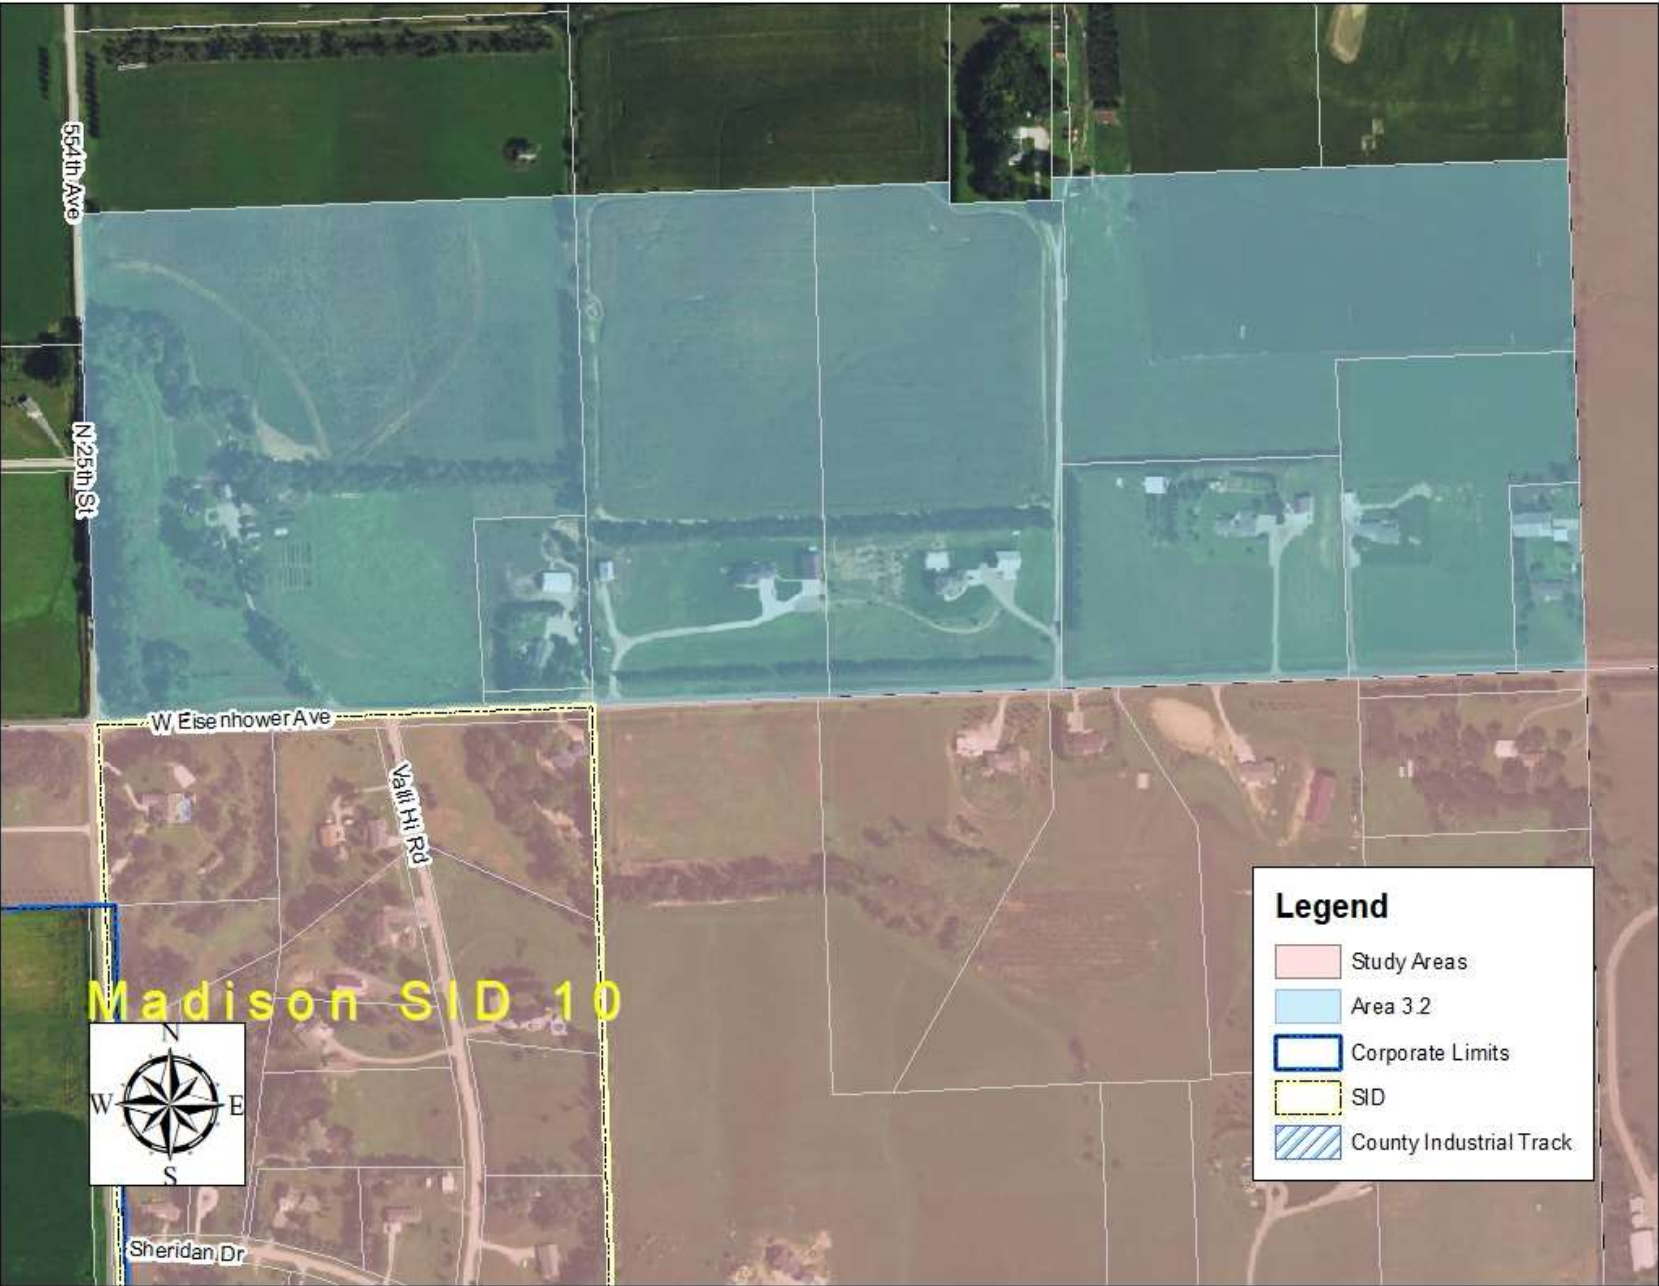 554th Ave
N 25th St
W Eisenhower Ave
Valli Hi Rd
Madison SID 10
N
W
E
S
Sheridan Dr
Legend
Study Areas
Area 3.2
Corporate Limits
SID
County Industrial Track